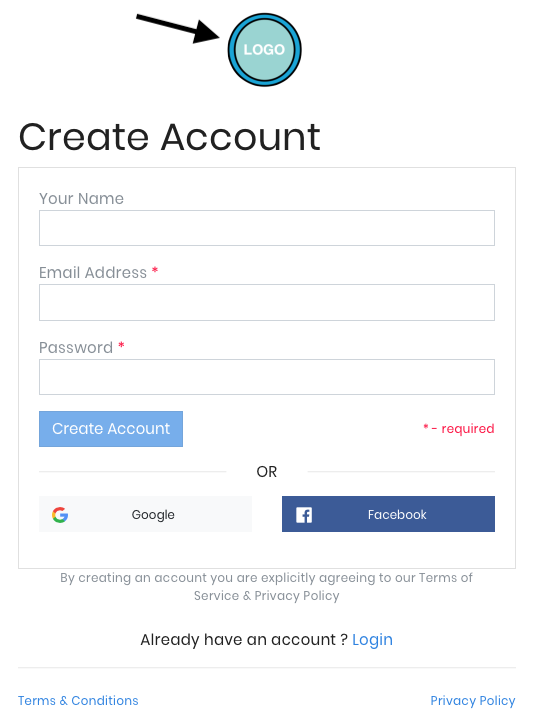 LOGO
Create Account
Your Name
Email Address *
Password *
Create Account
* - required
OR
Google
Facebook
By creating an account you are explicitly agreeing to our Terms of
Service & Privacy Policy
Already have an account ? Login
Terms & Conditions
Privacy Policy